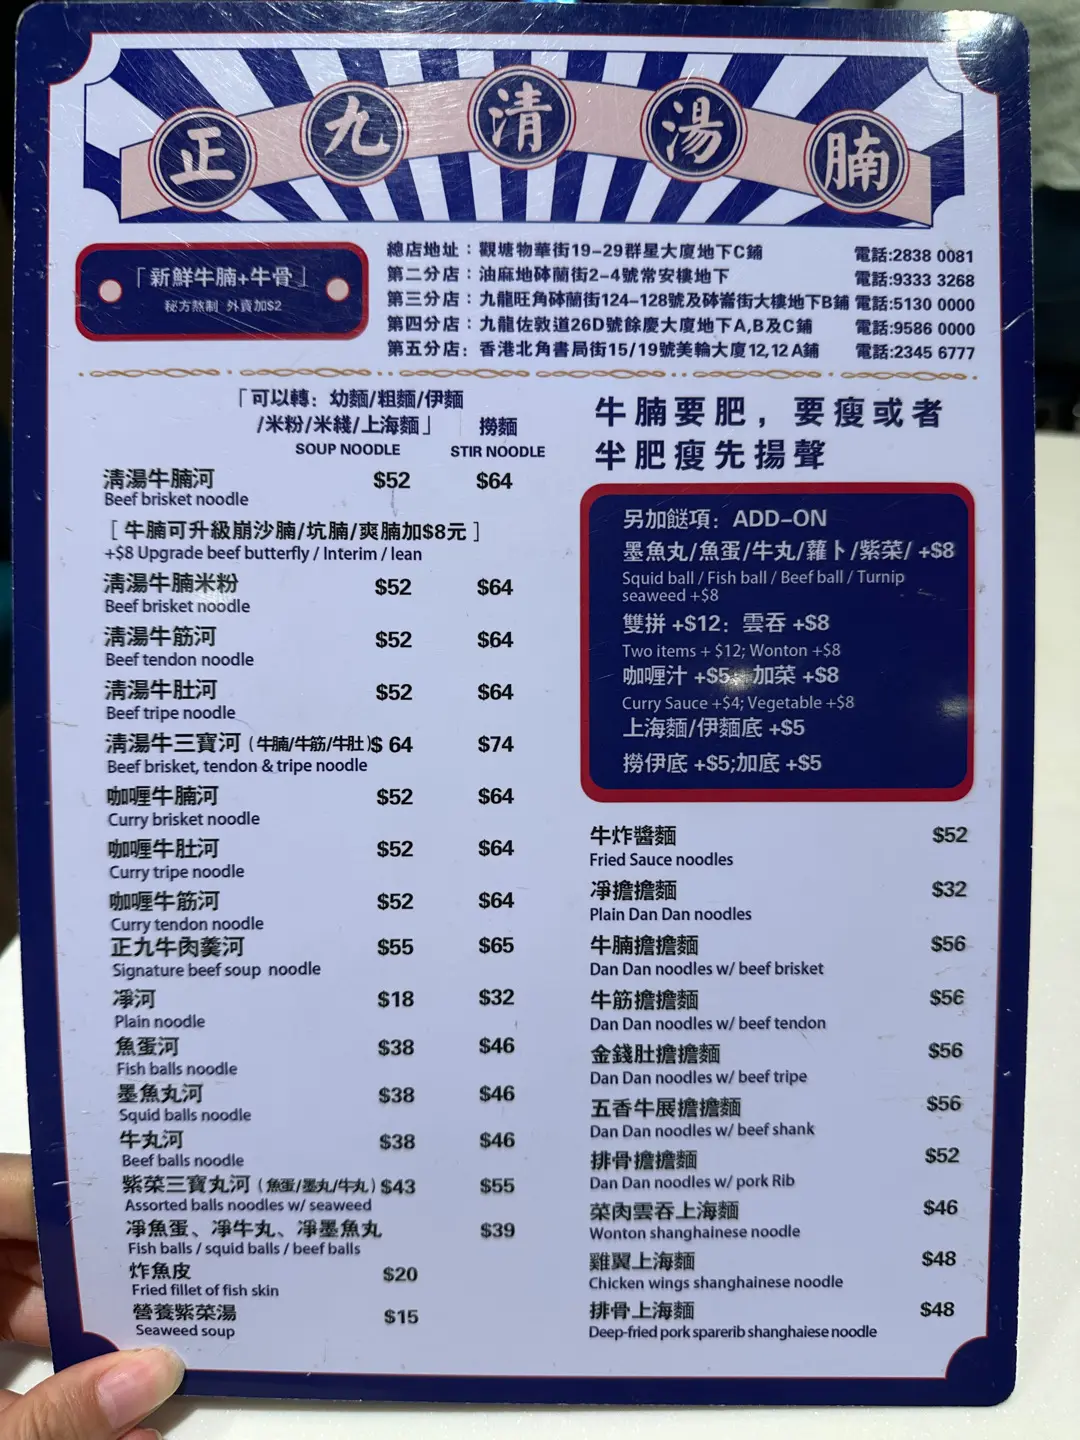 正九清湯腩
「新鮮牛腩+牛骨」
秘方熬制 外賣加$2
總店地址：觀塘物華街19-29群星大廈地下C鋪 電話:2838 0081
第二分店：油麻地砵蘭街2-4號常安樓地下 電話:9333 3268
第三分店：九龍旺角砵蘭街124-128號及砵崙街大樓地下B鋪 電話:5130 0000
第四分店：九龍佐敦道26D號餘慶大廈地下A,B及C鋪 電話:9586 0000
第五分店：香港北角書局街15/19號美輪大廈12,12A鋪 電話:2345 6777
「可以轉：幼麵/粗麵/伊麵
/米粉/米綫/上海麵」 撈麵
SOUP NOODLE STIR NOODLE
清湯牛腩河 $52 $64
Beef brisket noodle
[ 牛腩可升級崩沙腩/坑腩/爽腩加$8元 ]
+$8 Upgrade beef butterfly / Interim / lean
清湯牛腩米粉 $52 $64
Beef brisket noodle
清湯牛筋河 $52 $64
Beef tendon noodle
清湯牛肚河 $52 $64
Beef tripe noodle
清湯牛三寶河 (牛腩/牛筋/牛肚) $ 64 $74
Beef brisket, tendon & tripe noodle
咖喱牛腩河 $52 $64
Curry brisket noodle
咖喱牛肚河 $52 $64
Curry tripe noodle
咖喱牛筋河 $52 $64
Curry tendon noodle
正九牛肉羹河 $55 $65
Signature beef soup noodle
凈河 $18 $32
Plain noodle
魚蛋河 $38 $46
Fish balls noodle
墨魚丸河 $38 $46
Squid balls noodle
牛丸河 $38 $46
Beef balls noodle
紫菜三寶丸河 (魚蛋/墨丸/牛丸) $43 $55
Assorted balls noodles w/ seaweed
凈魚蛋、凈牛丸、凈墨魚丸 $39
Fish balls / squid balls / beef balls
炸魚皮 $20
Fried fillet of fish skin
營養紫菜湯 $15
Seaweed soup
牛腩要肥，要瘦或者
半肥瘦先揚聲
另加餸項：ADD-ON
墨魚丸/魚蛋/牛丸/蘿卜/紫菜/ +$8
Squid ball / Fish ball / Beef ball / Turnip
seaweed +$8
雙拼 +$12：雲吞 +$8
Two items + $12; Wonton +$8
咖喱汁 +$5 加菜 +$8
Curry Sauce +$4; Vegetable +$8
上海麵/伊麵底 +$5
撈伊底 +$5;加底 +$5
牛炸醬麵 $52
Fried Sauce noodles
凈擔擔麵 $32
Plain Dan Dan noodles
牛腩擔擔麵 $56
Dan Dan noodles w/ beef brisket
牛筋擔擔麵 $56
Dan Dan noodles w/ beef tendon
金錢肚擔擔麵 $56
Dan Dan noodles w/ beef tripe
五香牛展擔擔麵 $56
Dan Dan noodles w/ beef shank
排骨擔擔麵 $52
Dan Dan noodles w/ pork Rib
菜肉雲吞上海麵 $46
Wonton shanghainese noodle
雞翼上海麵 $48
Chicken wings shanghainese noodle
排骨上海麵 $48
Deep-fried pork sparerib shanghaiese noodle